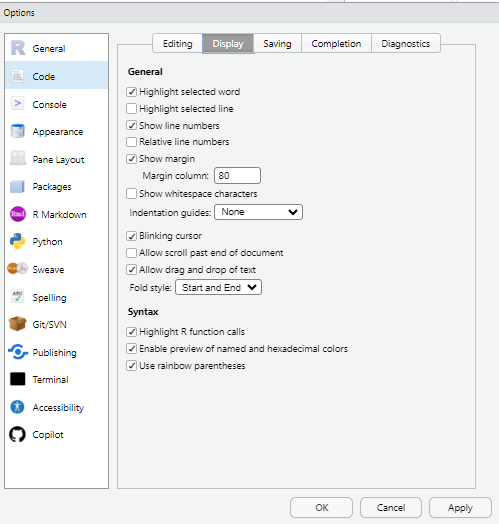 Options
General
Code
Console
Appearance
Pane Layout
Packages
R Markdown
Python
Sweave
Spelling
Git/SVN
Publishing
Terminal
Accessibility
Copilot
Editing Display Saving Completion Diagnostics
General
Highlight selected word
Highlight selected line
Show line numbers
Relative line numbers
Show margin
Margin column: 80
Show whitespace characters
Indentation guides: None
Blinking cursor
Allow scroll past end of document
Allow drag and drop of text
Fold style: Start and End
Syntax
Highlight R function calls
Enable preview of named and hexadecimal colors
Use rainbow parentheses
OK Cancel Apply